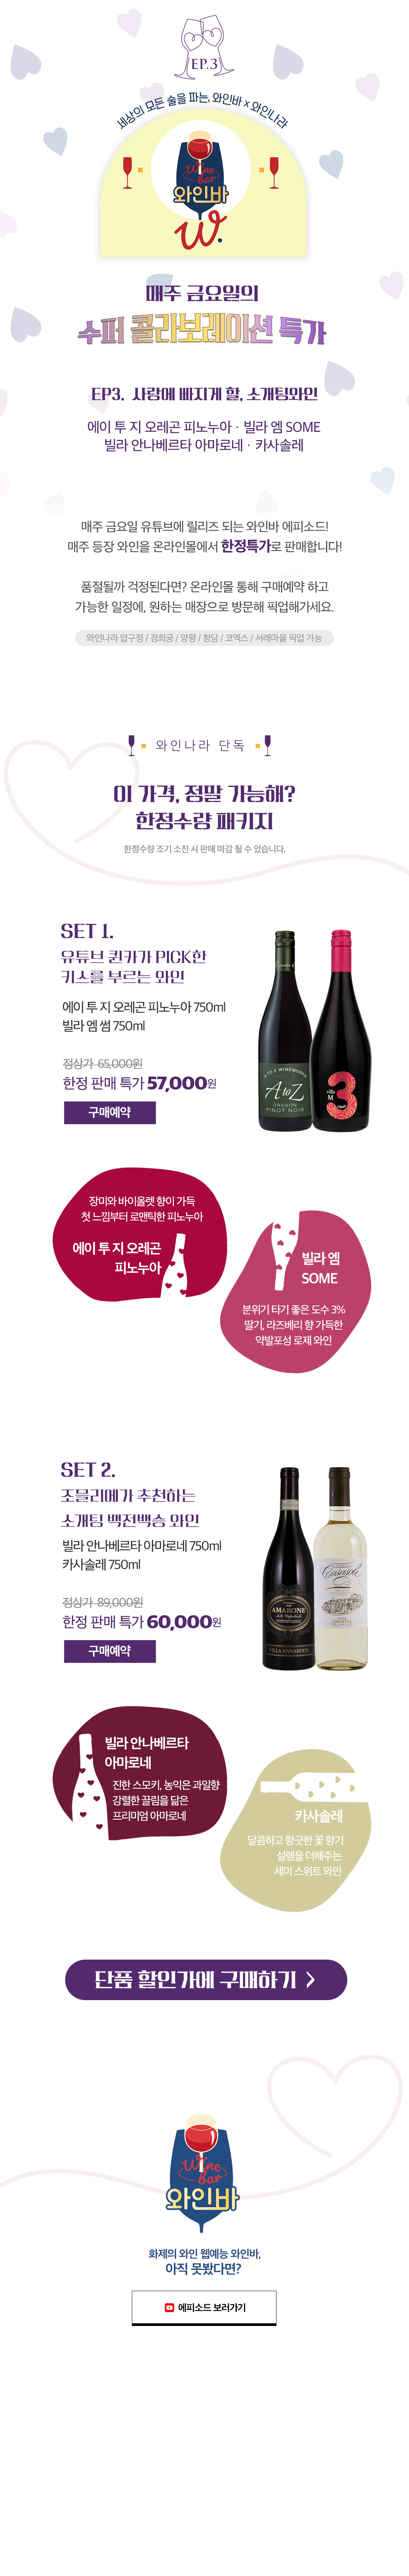 EP.3
세상의 모든 술을 파는, 와인바 x 와인나라
Wine
bar
와인바
W.
매주 금요일의
수퍼 콜라보레이션 특가
EP3. 사랑에 빠지게 할, 소개팅와인
에이 투 지 오레곤 피노누아 · 빌라 엠 SOME
빌라 안나베르타 아마로네 · 카사솔레
매주 금요일 유튜브에 릴리즈 되는 와인바 에피소드!
매주 등장 와인을 온라인몰에서 한정특가로 판매합니다!
품절될까 걱정된다면? 온라인몰 통해 구매예약 하고
가능한 일정에, 원하는 매장으로 방문해 픽업해가세요.
와인나라 압구정 / 경희궁 / 양평 / 청담 / 코엑스 / 서래마을 픽업 가능
와인나라 단독
이 가격, 정말 가능해?
한정수량 패키지
한정수량 조기 소진 시 판매 마감 될 수 있습니다.
SET 1.
유튜브 퀸카가 PICK한
키스를 부르는 와인
에이 투 지 오레곤 피노누아 750ml
빌라 엠 썸 750ml
정상가 65,000원
한정 판매 특가 57,000원
구매예약
A TO Z WINEWORKS
AtoZ
OREGON
PINOT NOIR
villa
M
3
장미와 바이올렛 향이 가득
첫 느낌부터 로맨틱한 피노누아
에이 투 지 오레곤
피노누아
빌라 엠
SOME
분위기 타기 좋은 도수 3%
딸기, 라즈베리 향 가득한
약발포성 로제 와인
SET 2.
조믈리에가 추천하는
소개팅 백전백승 와인
빌라 안나베르타 아마로네 750ml
카사솔레 750ml
정상가 89,000원
한정 판매 특가 60,000원
구매예약
AMARONE
della Valpolicella
VILLA ANNABERTA
Casasole
빌라 안나베르타
아마로네
진한 스모키, 농익은 과일향
강렬한 끌림을 닮은
프리미엄 아마로네
카사솔레
달콤하고 향긋한 꽃 향기
설렘을 더해주는
세미 스위트 와인
단품 할인가에 구매하기 >
Wine
bar
와인바
화제의 와인 웹예능 와인바,
아직 못봤다면?
에피소드 보러가기